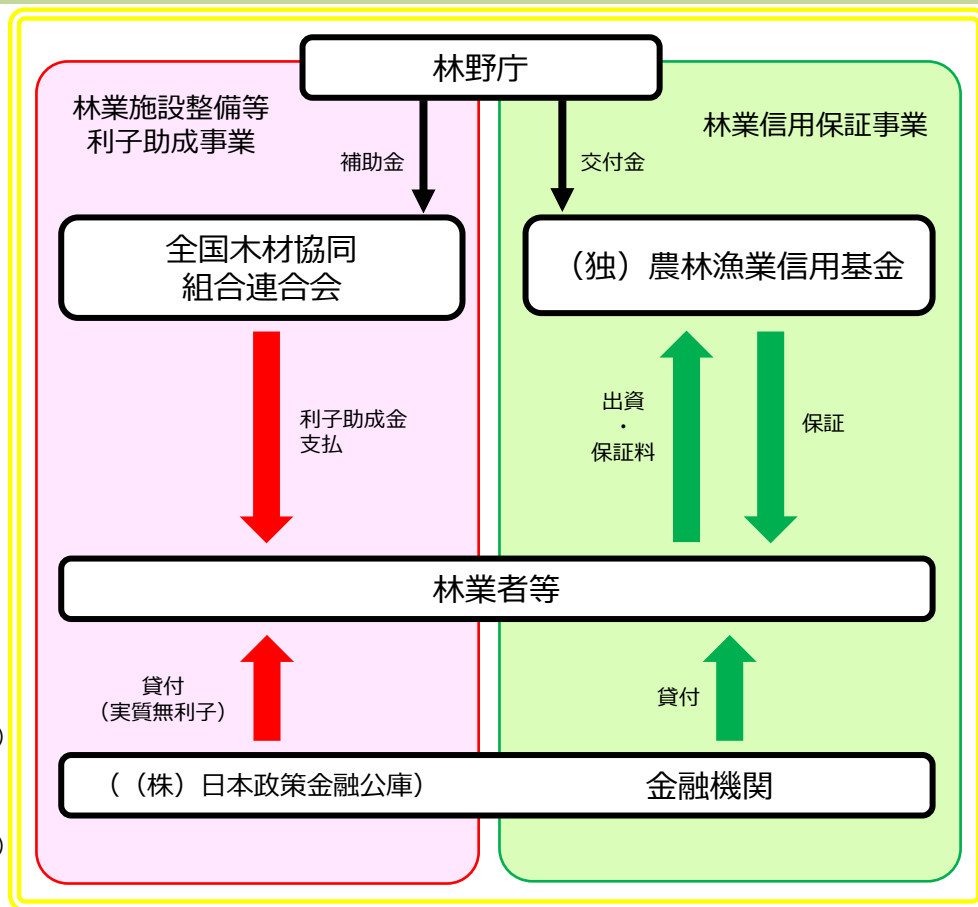 林野庁
林業施設整備等
利子助成事業
林業信用保証事業
補助金
交付金
全国木材協同
組合連合会
（独）農林漁業信用基金
利子助成金
支払
出資
・
保証料
保証
林業者等
貸付
（実質無利子）
貸付
（（株）日本政策金融公庫）
金融機関
）
）